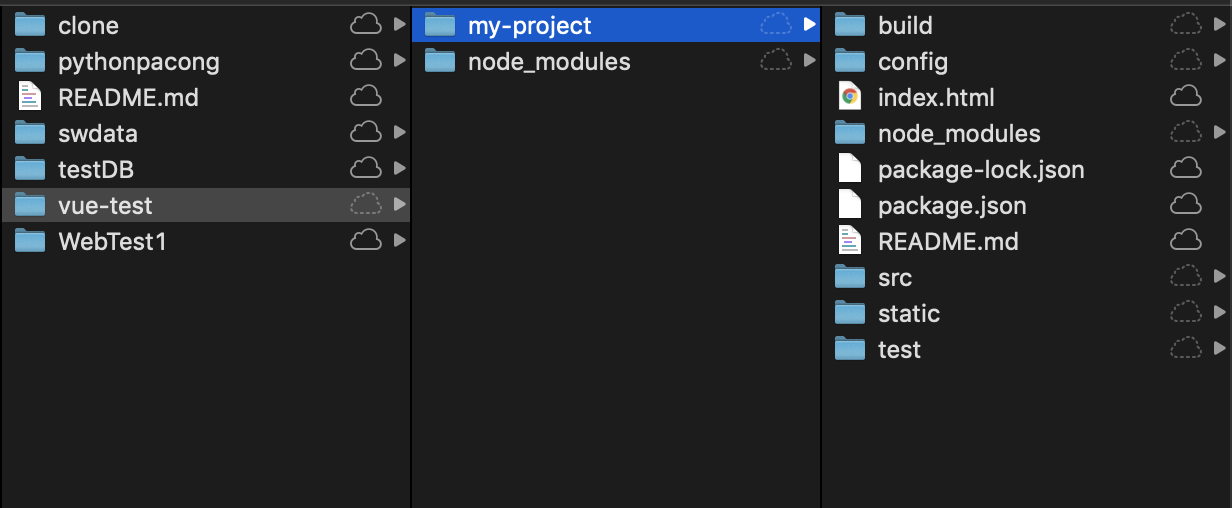 clone
pythonpacong
README.md
swdata
testDB
vue-test
WebTest1
my-project
node_modules
build
config
index.html
node_modules
package-lock.json
package.json
README.md
src
static
test